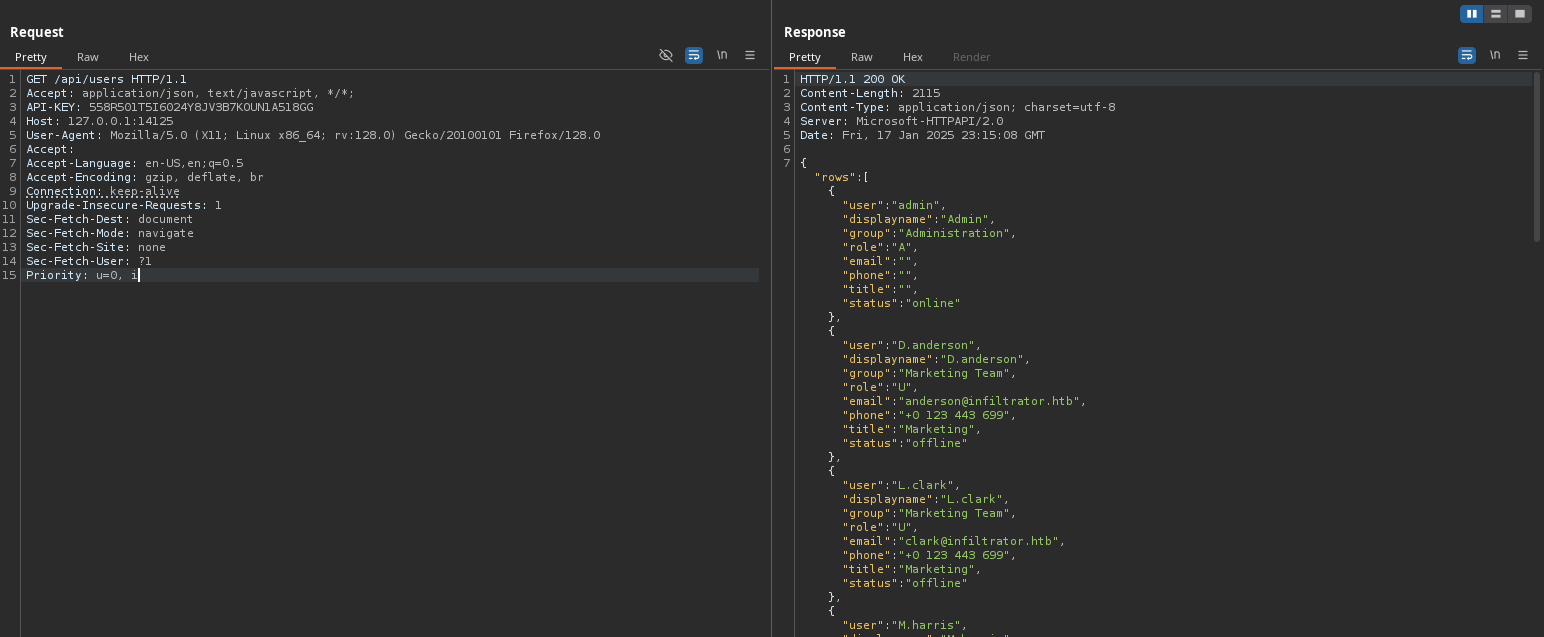 Request
Pretty Raw Hex \n
1 GET /api/users HTTP/1.1
2 Accept: application/json, text/javascript, */*;
3 API-KEY: 558R501T5I6024Y8JV3B7KOUN1A518GG
4 Host: 127.0.0.1:14125
5 User-Agent: Mozilla/5.0 (X11; Linux x86_64; rv:128.0) Gecko/20100101 Firefox/128.0
6 Accept:
7 Accept-Language: en-US,en;q=0.5
8 Accept-Encoding: gzip, deflate, br
9 Connection: keep-alive
10 Upgrade-Insecure-Requests: 1
11 Sec-Fetch-Dest: document
12 Sec-Fetch-Mode: navigate
13 Sec-Fetch-Site: none
14 Sec-Fetch-User: ?1
15 Priority: u=0, i
Response
Pretty Raw Hex Render \n
1 HTTP/1.1 200 OK
2 Content-Length: 2115
3 Content-Type: application/json; charset=utf-8
4 Server: Microsoft-HTTPAPI/2.0
5 Date: Fri, 17 Jan 2025 23:15:08 GMT
6
7 {
"rows":[
{
"user":"admin",
"displayname":"Admin",
"group":"Administration",
"role":"A",
"email":"",
"phone":"",
"title":"",
"status":"online"
},
{
"user":"D.anderson",
"displayname":"D.anderson",
"group":"Marketing Team",
"role":"U",
"email":"anderson@infiltrator.htb",
"phone":"+0 123 443 699",
"title":"Marketing",
"status":"offline"
},
{
"user":"L.clark",
"displayname":"L.clark",
"group":"Marketing Team",
"role":"U",
"email":"clark@infiltrator.htb",
"phone":"+0 123 443 699",
"title":"Marketing",
"status":"offline"
},
{
"user":"M.harris",